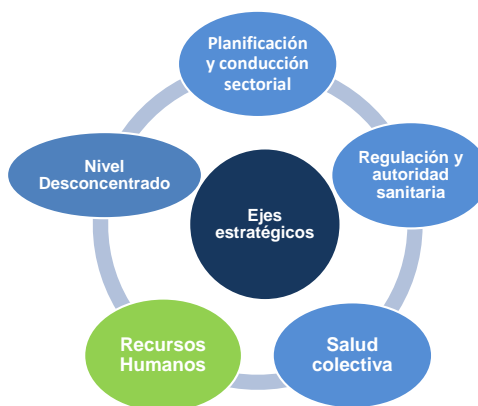 Planificación
y conducción
sectorial
Nivel
Desconcentrado
Regulación y
autoridad
sanitaria
Ejes
estratégicos
Recursos
Humanos
Salud
colectiva